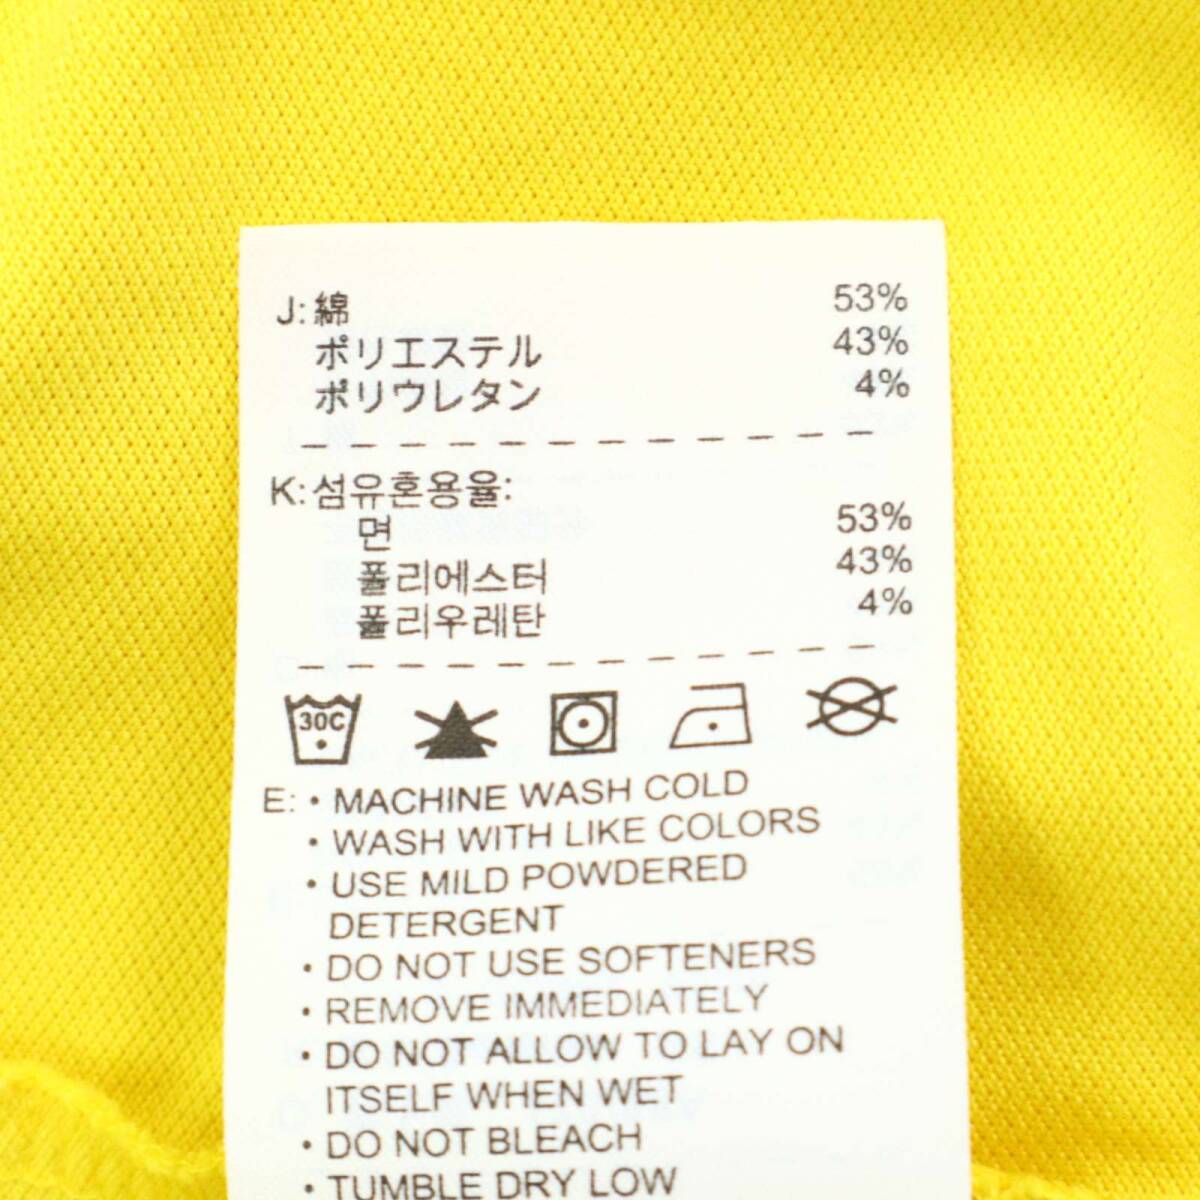 J: 綿 53%
ポリエステル 43%
ポリウレタン 4%
K: 섬유혼용율:
면 53%
폴리에스터 43%
폴리우레탄 4%
30C
E: • MACHINE WASH COLD
• WASH WITH LIKE COLORS
• USE MILD POWDERED
DETERGENT
• DO NOT USE SOFTENERS
• REMOVE IMMEDIATELY
• DO NOT ALLOW TO LAY ON
ITSELF WHEN WET
• DO NOT BLEACH
• TUMBLE DRY LOW